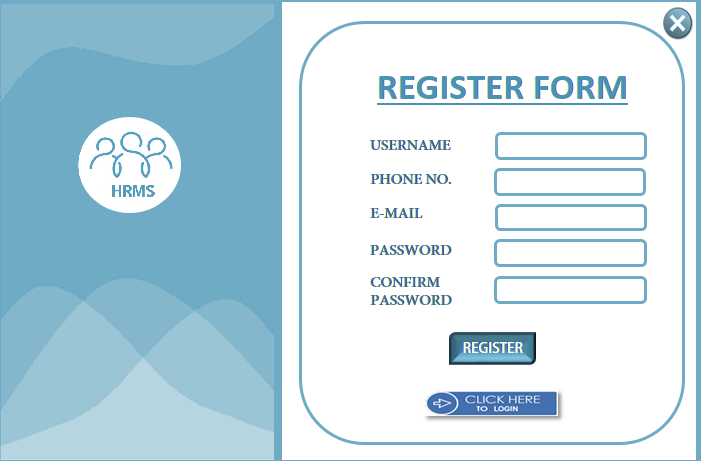 HRMS
REGISTER FORM
USERNAME
PHONE NO.
E-MAIL
PASSWORD
CONFIRM
PASSWORD
REGISTER
CLICK HERE
TO LOGIN